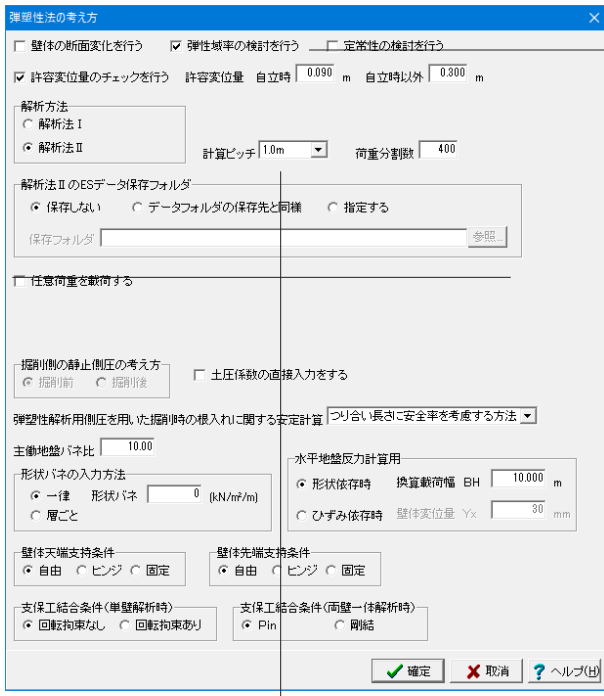 弾塑性法の考え方
壁体の断面変化を行う 弾性域率の検討を行う 定常性の検討を行う
許容変位量のチェックを行う 許容変位量 自立時 0.090 m 自立時以外 0.300 m
解析方法
解析法Ⅰ
解析法Ⅱ
計算ピッチ 1.0m 荷重分割数 400
解析法ⅡのESデータ保存フォルダ
保存しない データフォルダの保存先と同様 指定する
保存フォルダ 参照...
任意荷重を載荷する
掘削側の静止側圧の考え方
掘削前 掘削後
土圧係数の直接入力をする
弾塑性解析用側圧を用いた掘削時の根入れに関する安定計算 つり合い長さに安全率を考慮する方法
主働地盤バネ比 10.00
形状バネの入力方法
一律 形状バネ 0 (kN/m²/m)
層ごと
水平地盤反力計算用
形状依存時 換算載荷幅 BH 10.000 m
ひずみ依存時 壁体変位量 Yx 30 mm
壁体天端支持条件
自由 ヒンジ 固定
壁体先端支持条件
自由 ヒンジ 固定
支保工結合条件(単壁解析時)
回転拘束なし 回転拘束あり
支保工結合条件(両壁一体解析時)
Pin 剛結
確定 取消 ? ヘルプ(H)